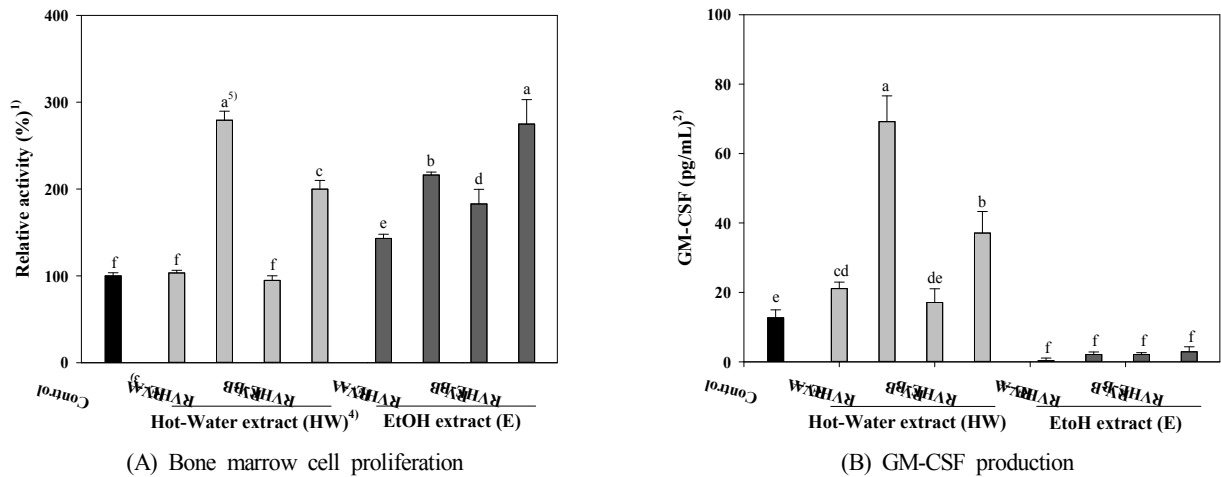 400
300
200
100
0
Relative activity (%)1)
f
f
a5)
f
c
e
b
d
a
Control
Hot-Water extract (HW)4)
EtOH extract (E)
(A) Bone marrow cell proliferation
100
80
60
40
20
0
GM-CSF (pg/mL)2)
e
cd
a
de
b
f
f
f
f
Control
Hot-Water extract (HW)
EtoH extract (E)
(B) GM-CSF production